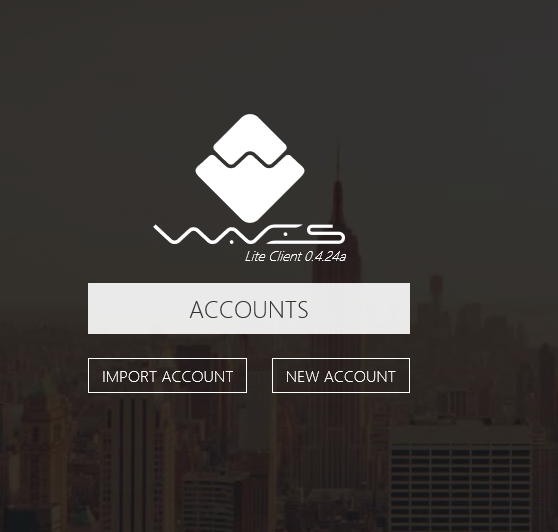 WAVES
Lite Client 0.4.24a
ACCOUNTS
IMPORT ACCOUNT
NEW ACCOUNT